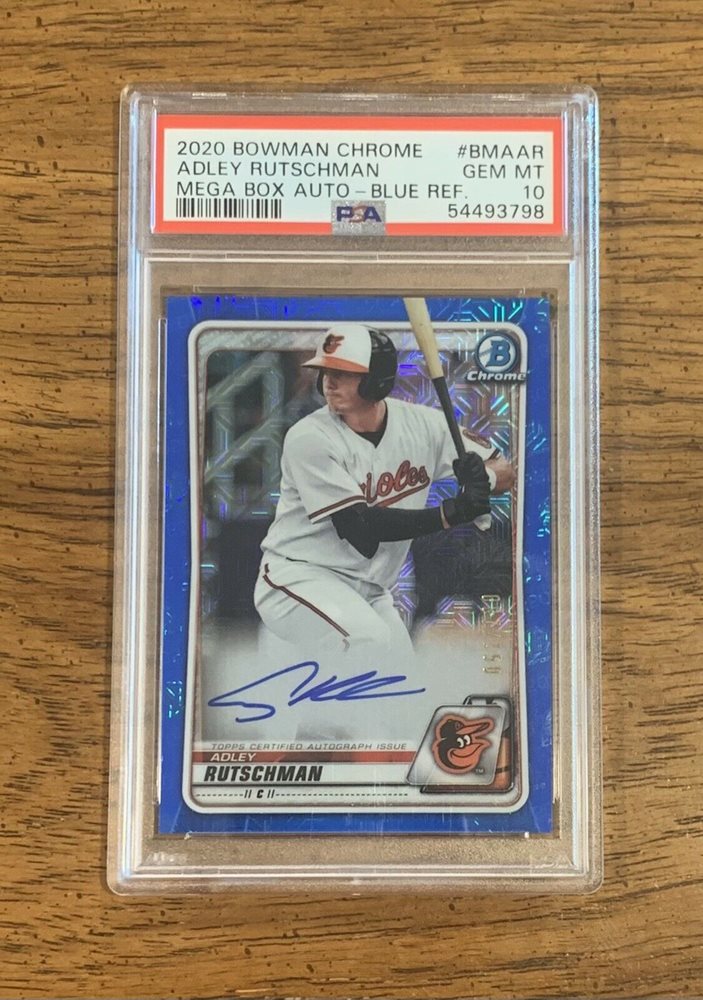 2020 BOWMAN CHROME #BMAAR
ADLEY RUTSCHMAN GEM MT
MEGA BOX AUTO - BLUE REF. 10
PSA 54493798
B
Chrome
rioles
TOPPS CERTIFIED AUTOGRAPH ISSUE
ADLEY
RUTSCHMAN
C
TM